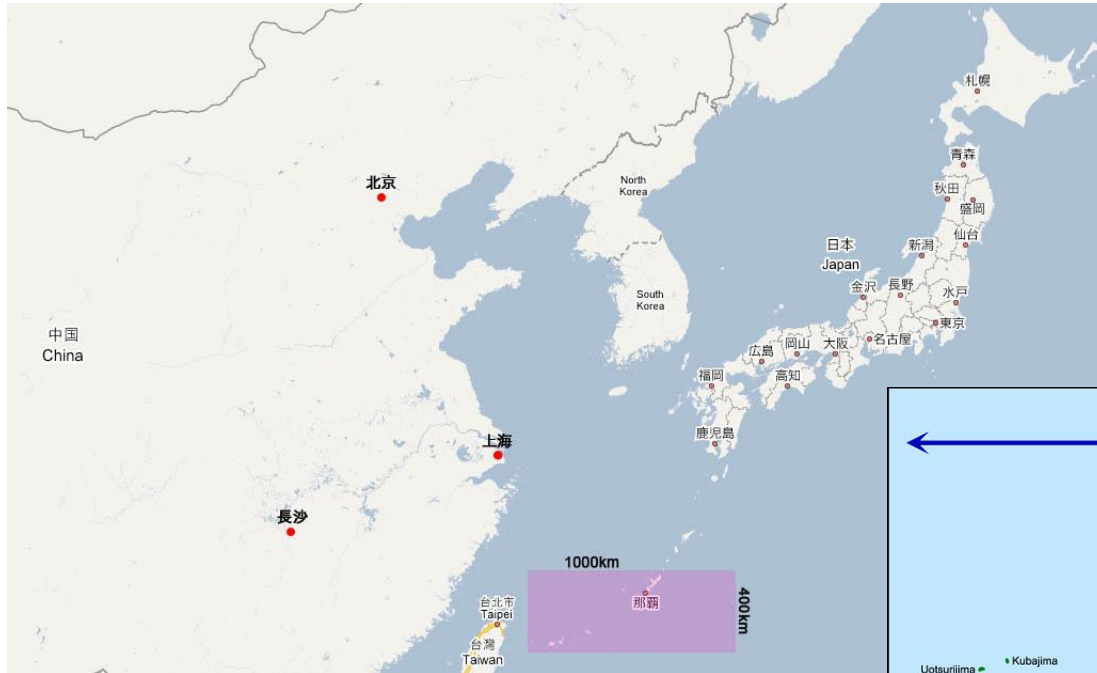 札幌
青森
秋田
盛岡
仙台
北京
North
Korea
日本
Japan
新潟
金沢
長野
水戸
South
Korea
東京
名古屋
中国
China
広島
岡山
大阪
福岡
高知
鹿児島
上海
長沙
1000km
400km
那覇
台北市
Taipei
台灣
Taiwan
Kubajima
Uotsurijima